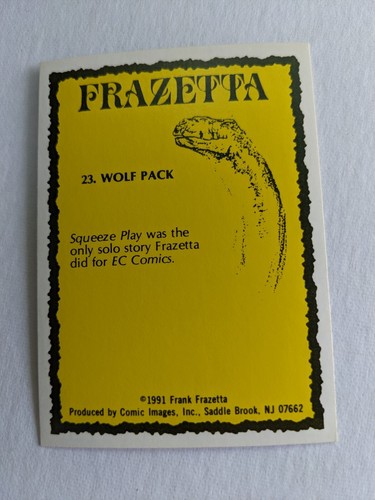 FRAZETTA
23. WOLF PACK
Squeeze Play was the
only solo story Frazetta
did for EC Comics.
©1991 Frank Frazetta
Produced by Comic Images, Inc., Saddle Brook, NJ 07662